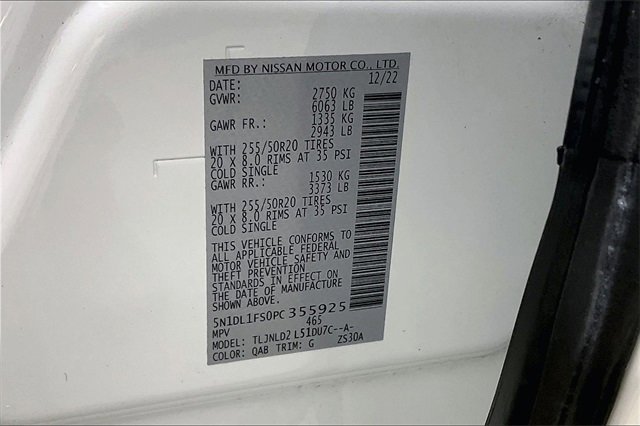 MFD BY NISSAN MOTOR CO., LTD.
DATE: 12/22
GVWR: 2750 KG
6063 LB
GAWR FR.: 1335 KG
2943 LB
WITH 255/50R20 TIRES
20 X 8.0 RIMS AT 35 PSI
COLD SINGLE
GAWR RR.: 1530 KG
3373 LB
WITH 255/50R20 TIRES
20 X 8.0 RIMS AT 35 PSI
COLD SINGLE
THIS VEHICLE CONFORMS TO
ALL APPLICABLE FEDERAL
MOTOR VEHICLE SAFETY AND
THEFT PREVENTION
STANDARDS IN EFFECT ON
THE DATE OF MANUFACTURE
SHOWN ABOVE.
5N1DL1FS0PC355925
MPV 465
MODEL: TLJNLD2 L51DU7C--A-
COLOR: QAB TRIM: G ZS30A